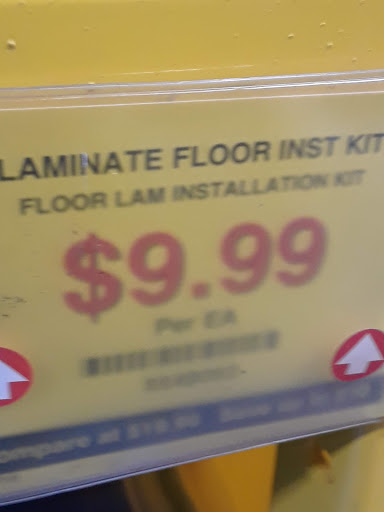 LAMINATE FLOOR INST KIT
FLOOR LAM INSTALLATION KIT
$9.99
Per EA